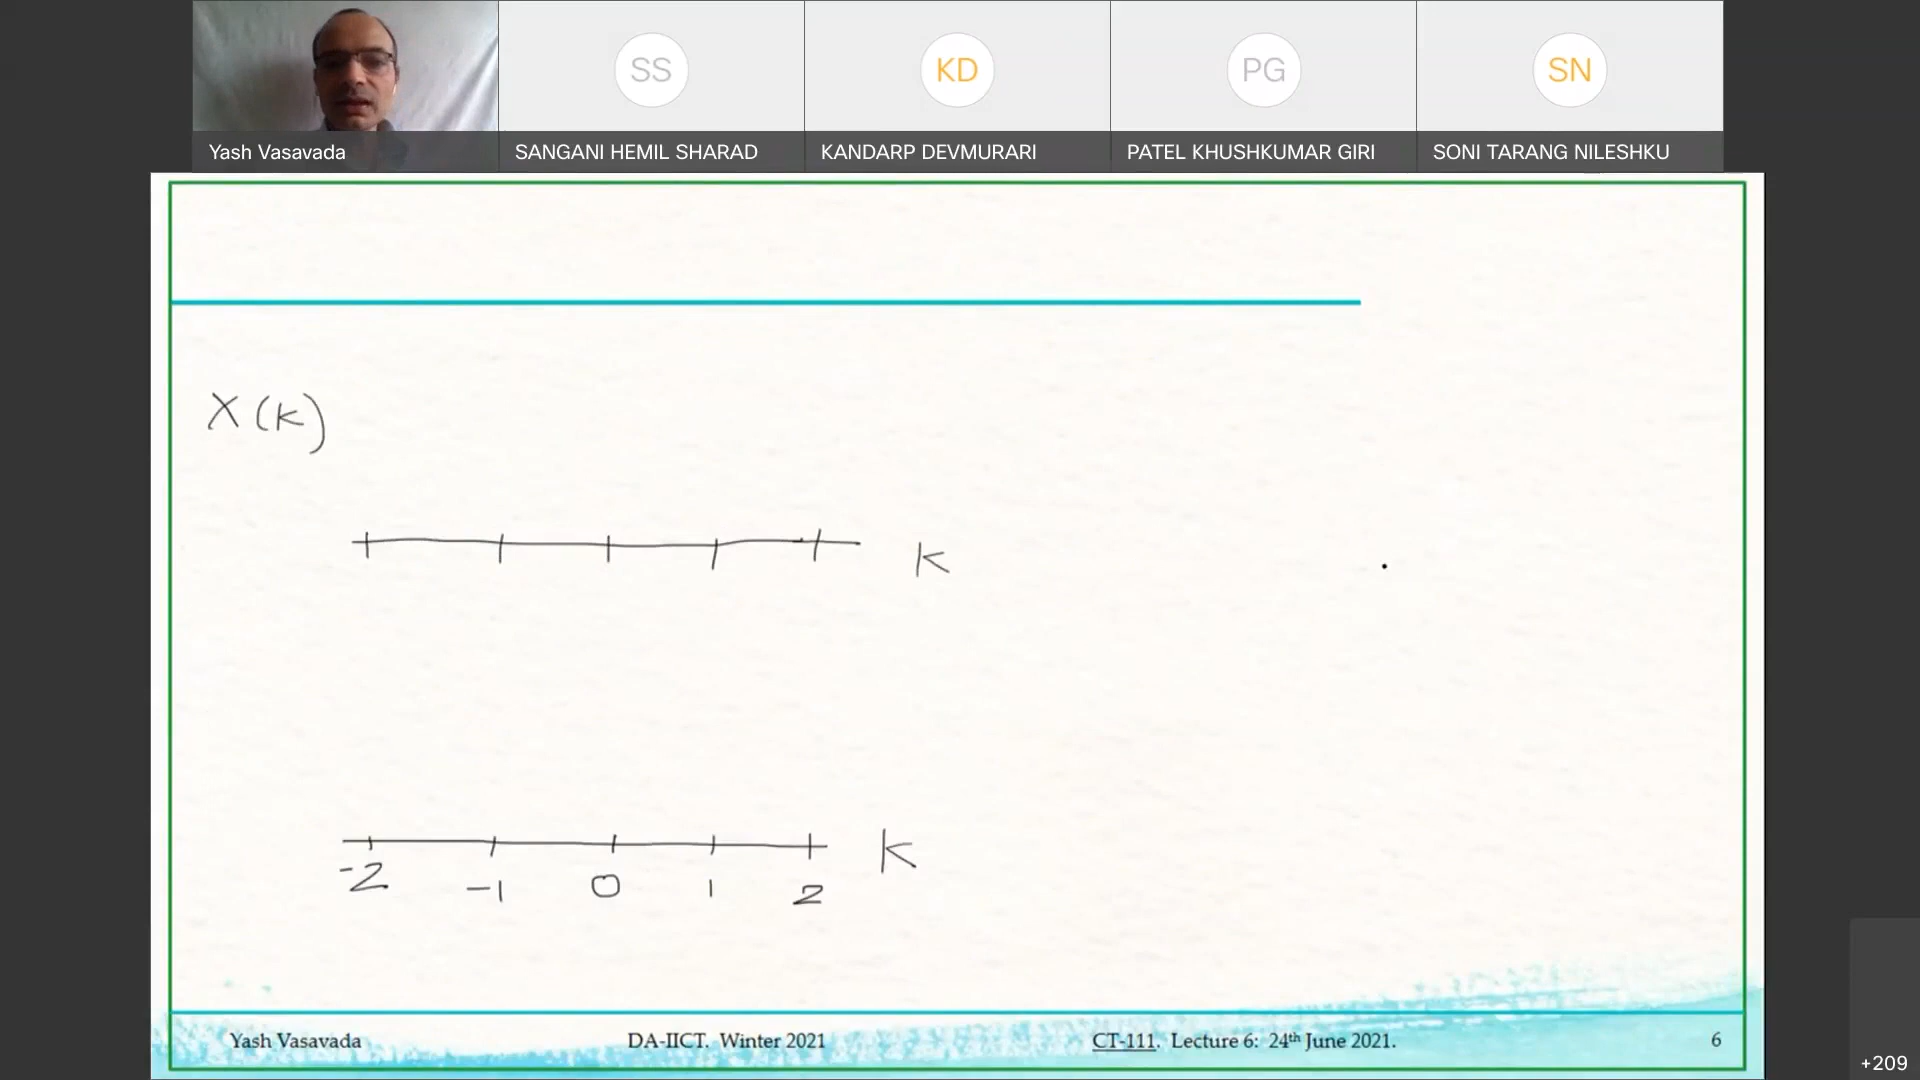 SS
KD
PG
SN
Yash Vasavada
SANGANI HEMIL SHARAD
KANDARP DEVMURARI
PATEL KHUSHKUMAR GIRI
SONI TARANG NILESHKU
X(k)
k
k
-2 -1 0 1 2
Yash Vasavada
DA-IICT. Winter 2021
CT-111. Lecture 6: 24th June 2021.
6
+209